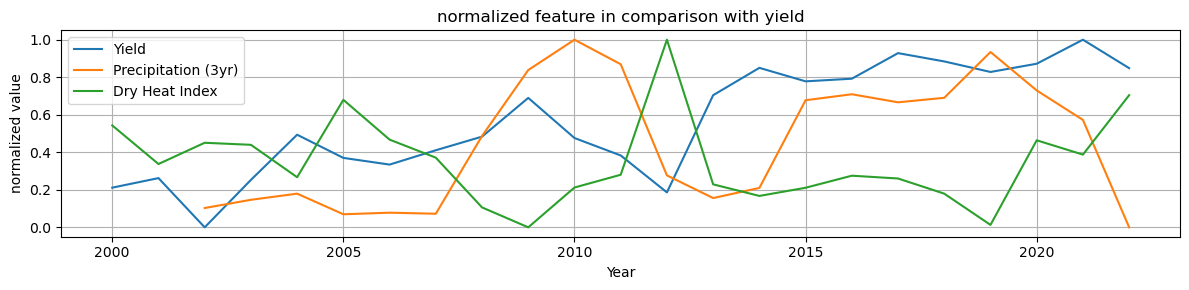 normalized feature in comparison with yield
normalized value
1.0
0.8
0.6
0.4
0.2
0.0
Yield
Precipitation (3yr)
Dry Heat Index
2000
2005
2010
2015
2020
Year